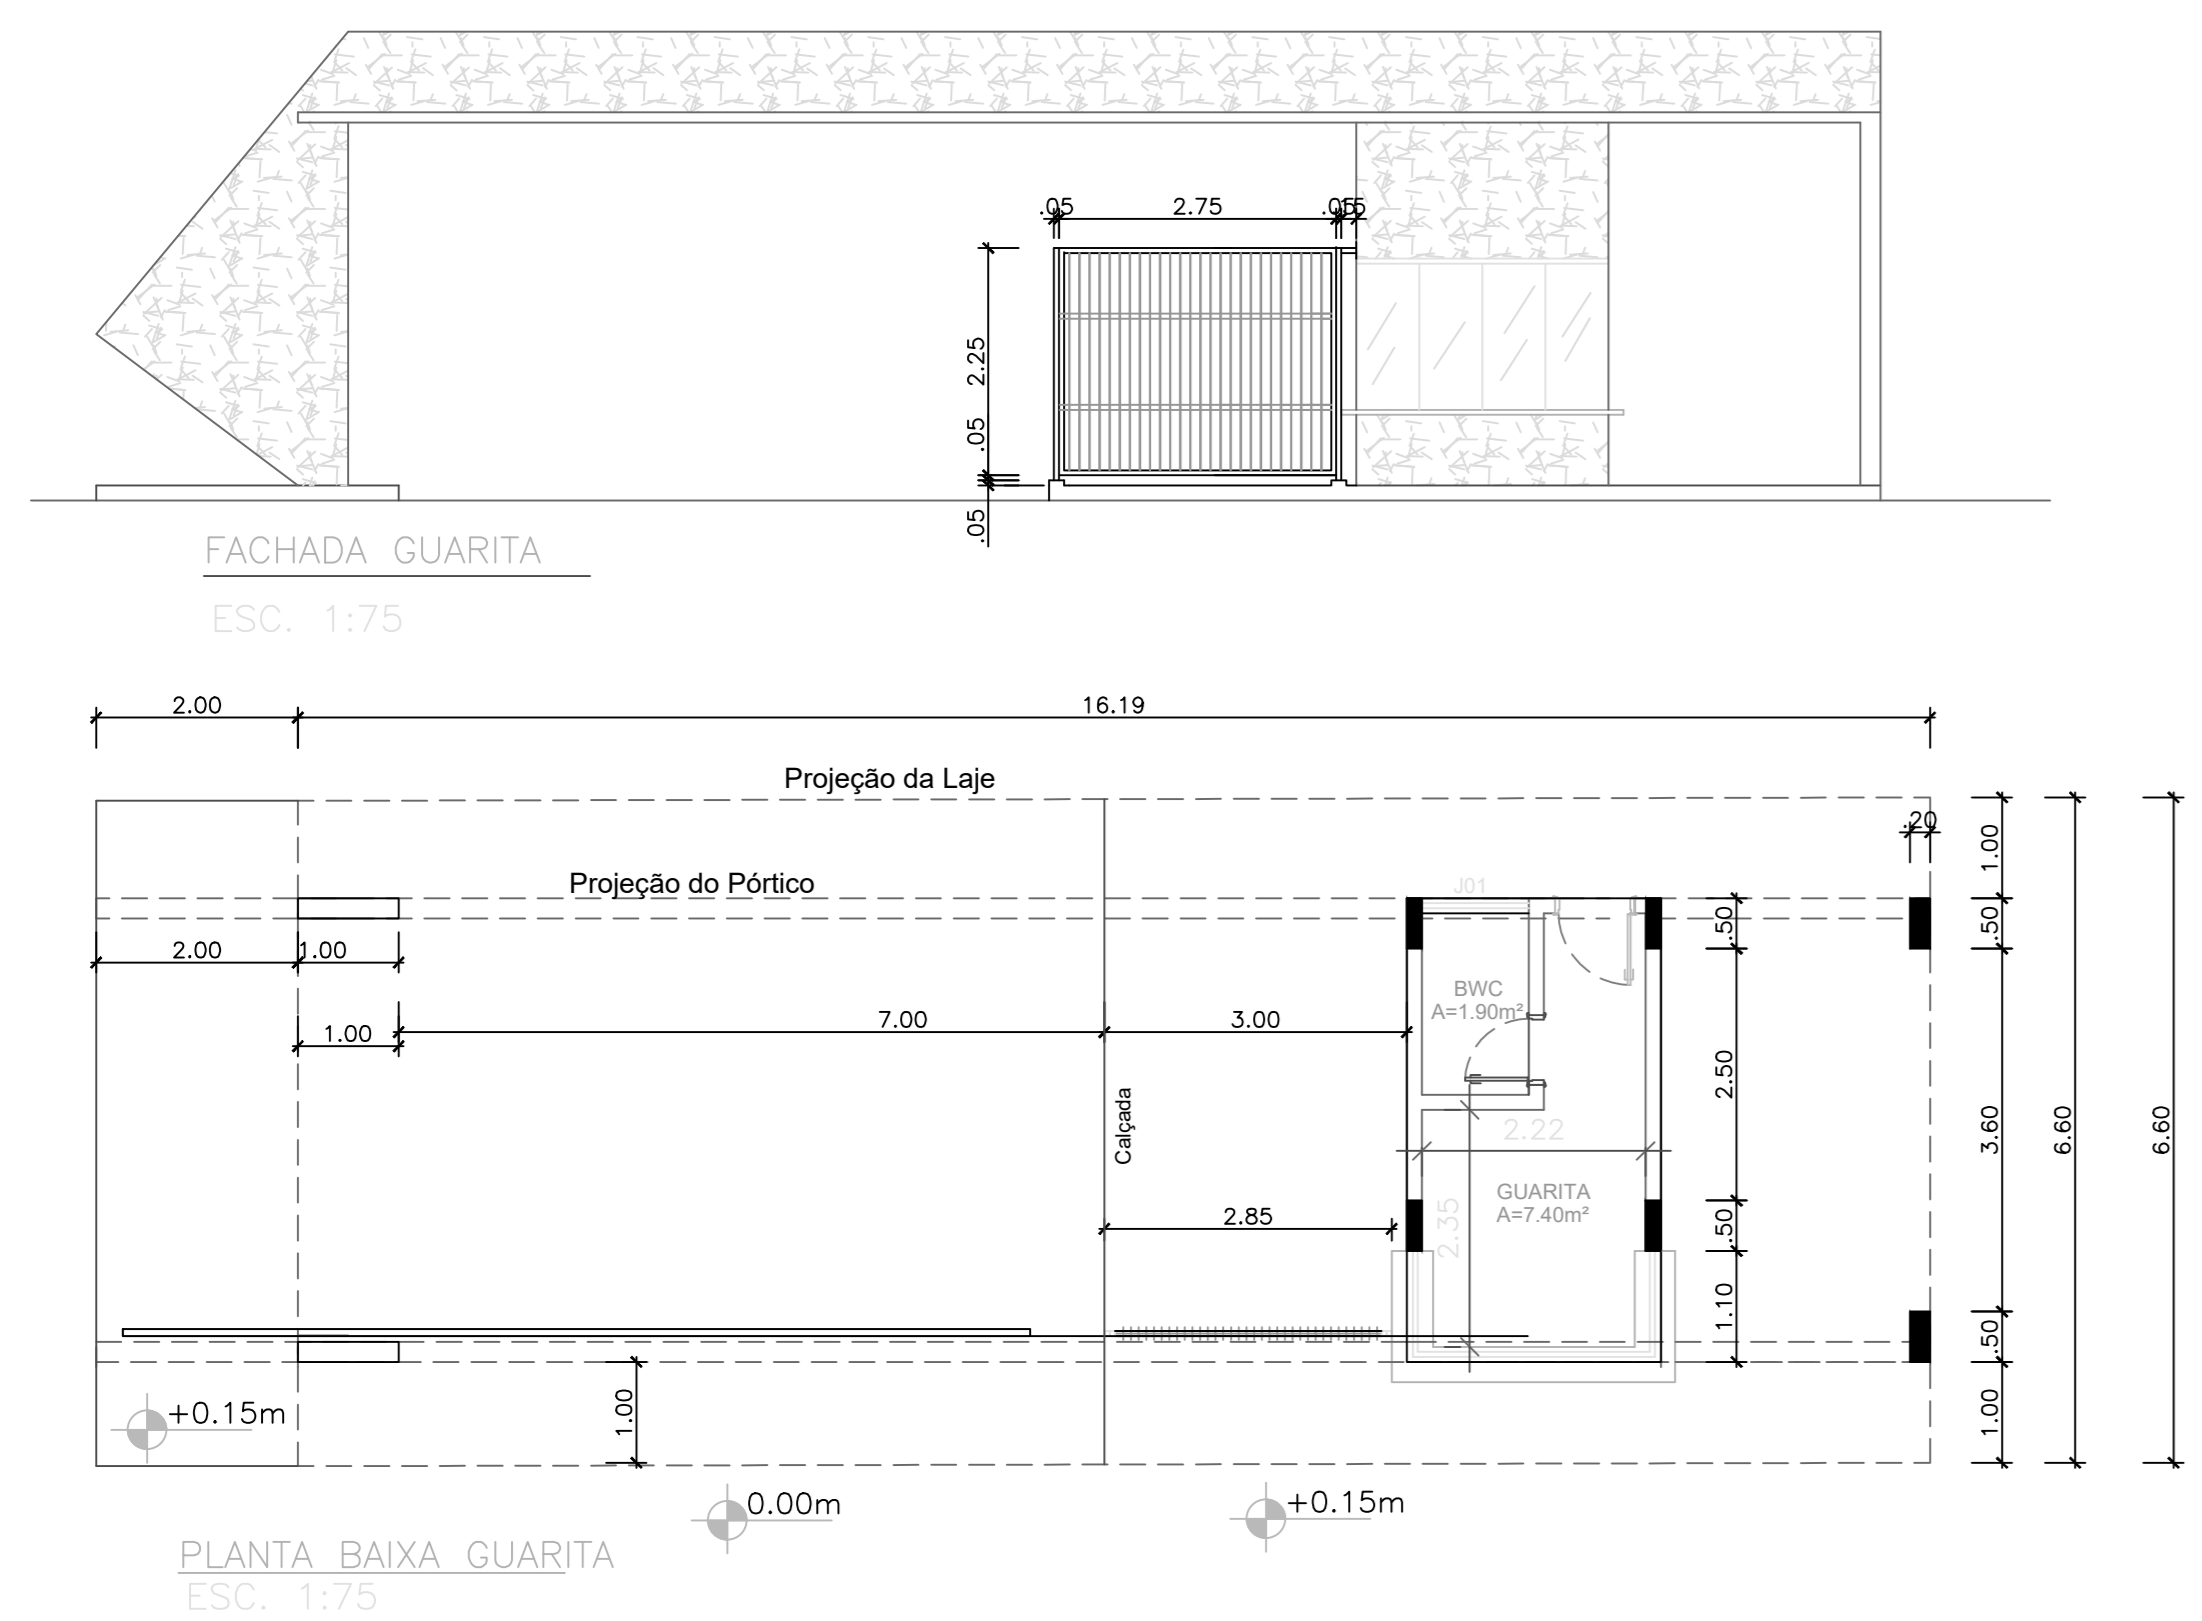 .05
2.75
.05
.15
2.25
.05
.05
FACHADA GUARITA
ESC. 1:75
2.00
16.19
Projeção da Laje
.20
1.00
Projeção do Pórtico
J01
.50
.50
2.00
1.00
BWC
A=1.90m²
7.00
3.00
1.00
2.50
Calçada
2.22
3.60
6.60
6.60
GUARITA
A=7.40m²
2.85
2.35
.50
1.10
.50
1.00
1.00
+0.15m
0.00m
+0.15m
PLANTA BAIXA GUARITA
ESC. 1:75